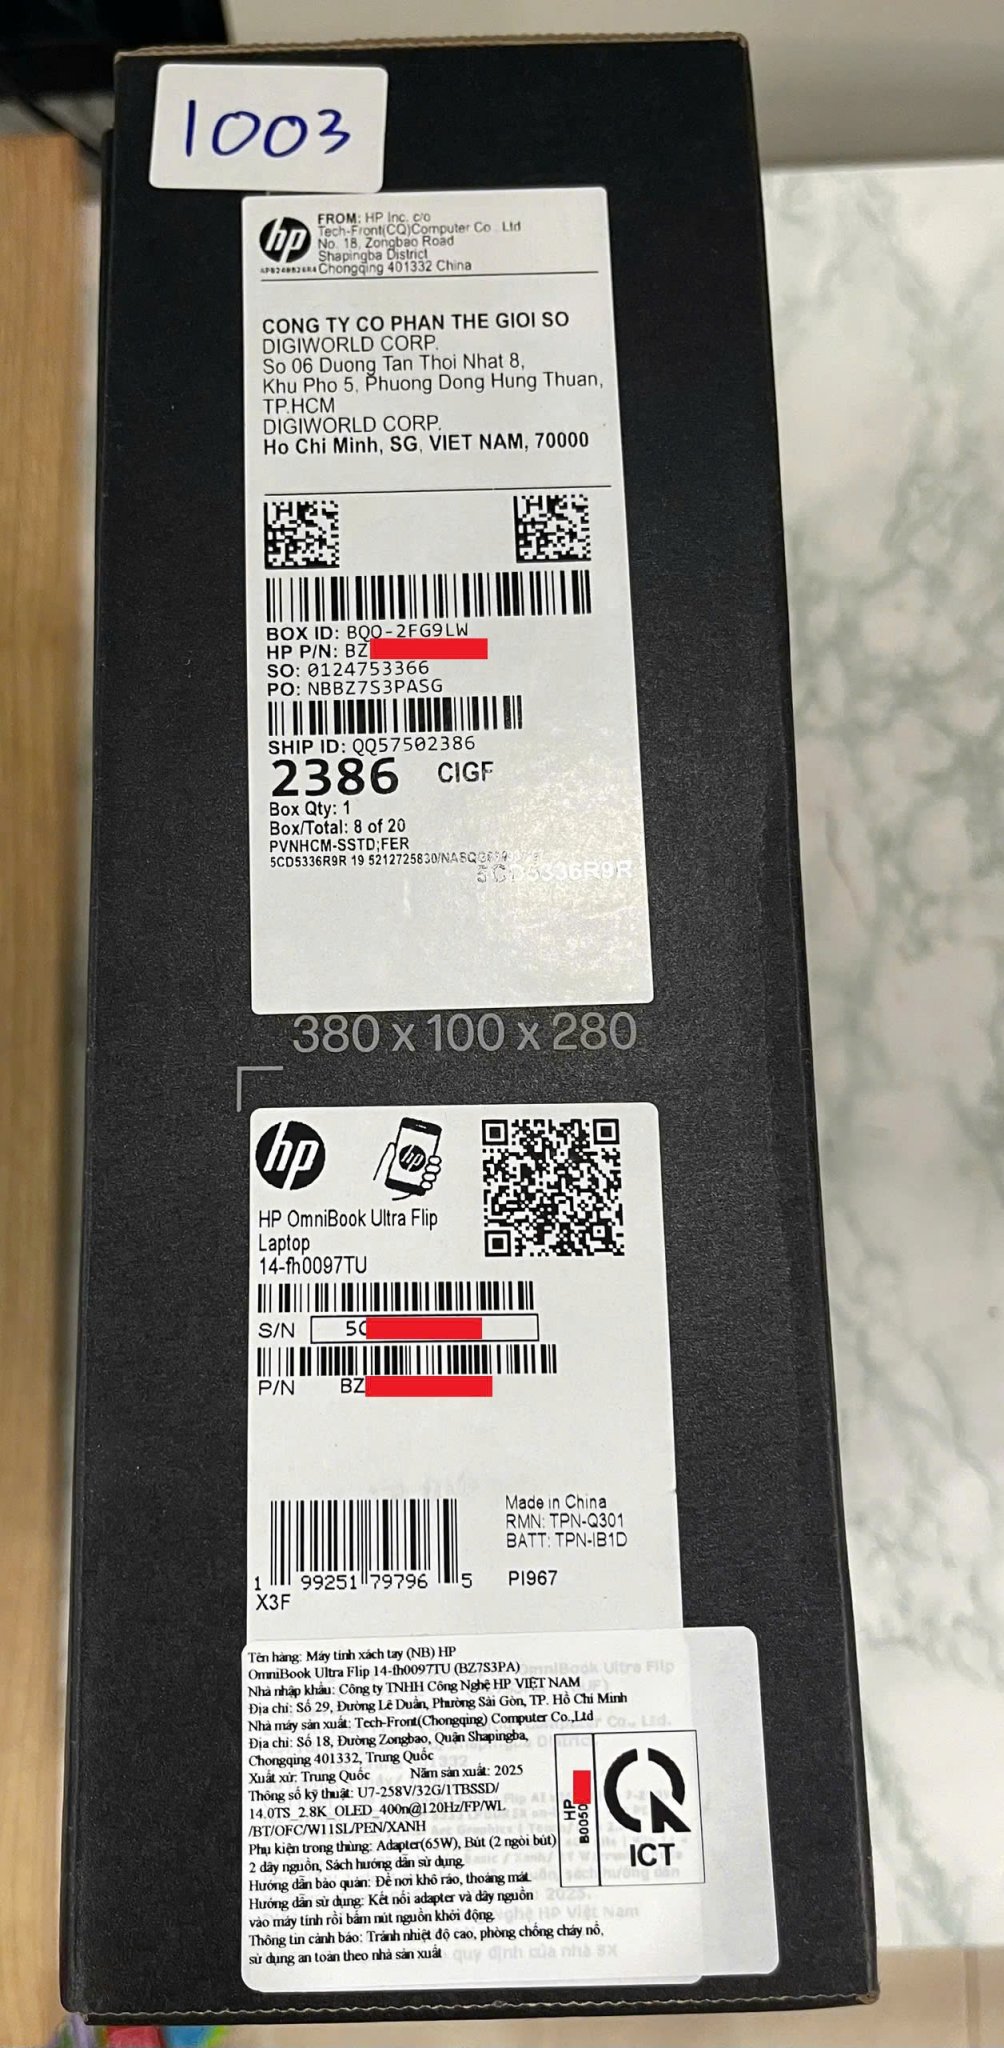 1003
hp
FROM: HP Inc. c/o
Tech-Front(CQ)Computer Co., Ltd
No. 18, Zongbao Road
Shapingba District
Chongqing 401332 China
CONG TY CO PHAN THE GIOI SO
DIGIWORLD CORP.
So 06 Duong Tan Thoi Nhat 8,
Khu Pho 5, Phuong Dong Hung Thuan,
TP.HCM
DIGIWORLD CORP.
Ho Chi Minh, SG, VIET NAM, 70000
BOX ID: BQO-2FG9LW
HP P/N: BZ
SO: 0124753366
PO: NBBZ7S3PASG
SHIP ID: QQ57502386
2386 CIGF
Box Qty: 1
Box/Total: 8 of 20
PVNHCM-SSTD;FER
5CD5336R9R 19 5212725830/
5CD5336R9R
380 x 100 x 280
hp
hp
HP OmniBook Ultra Flip
Laptop
14-fh0097TU
S/N 5C
P/N BZ
Made in China
RMN: TPN-Q301
BATT: TPN-IB1D
PI967
1 99251 79796 5
X3F
Tên hàng: Máy tính xách tay (NB) HP
OmniBook Ultra Flip 14-fh0097TU (BZ7S3PA)
Nhà nhập khẩu: Công ty TNHH Công Nghệ HP VIỆT NAM
Địa chỉ: Số 29, Đường Lê Duẩn, Phường Sài Gòn, TP. Hồ Chí Minh
Nhà máy sản xuất: Tech-Front(Chongqing) Computer Co.,Ltd
Địa chỉ: Số 18, Đường Zongbao, Quận Shapingba,
Chongqing 401332, Trung Quốc
Xuất xứ: Trung Quốc Năm sản xuất: 2025
Thông số kỹ thuật: U7-258V/32G/1TBSSD/
14.0TS_2.8K_OLED_400n@120Hz/FP/WL
/BT/OFC/W11SL/PEN/XANH
Phụ kiện trong thùng: Adapter(65W), Bút (2 ngòi bút)
2 dây nguồn, Sách hướng dẫn sử dụng.
Hướng dẫn bảo quản: Để nơi khô ráo, thoáng mát.
Hướng dẫn sử dụng: Kết nối adapter và dây nguồn
vào máy tính rồi bấm nút nguồn khởi động.
Thông tin cảnh báo: Tránh nhiệt độ cao, phòng chống cháy nổ,
sử dụng an toàn theo nhà sản xuất
HP
B0050
ICT